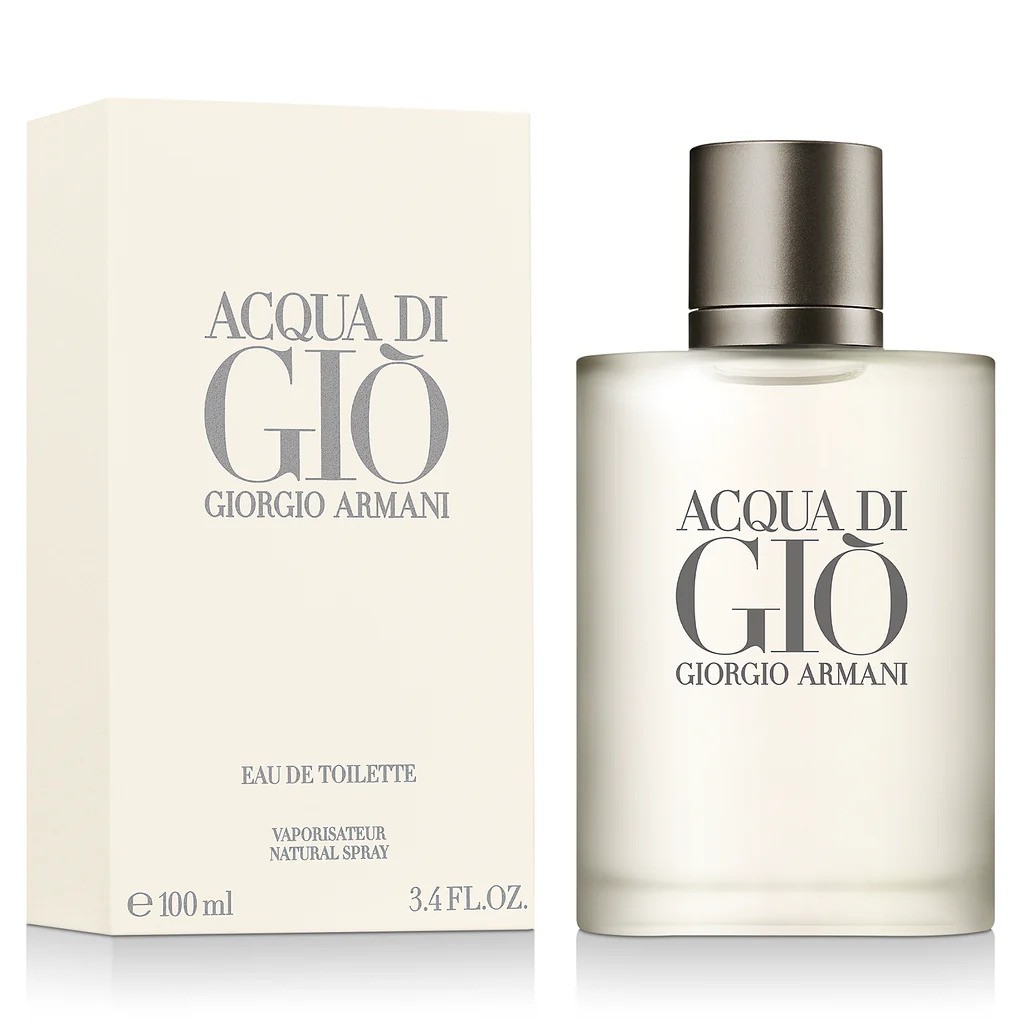 ACQUA DI
GIÒ
GIORGIO ARMANI
EAU DE TOILETTE
VAPORISATEUR
NATURAL SPRAY
℮ 100 ml 3.4 FL.OZ.
ACQUA DI
GIÒ
GIORGIO ARMANI